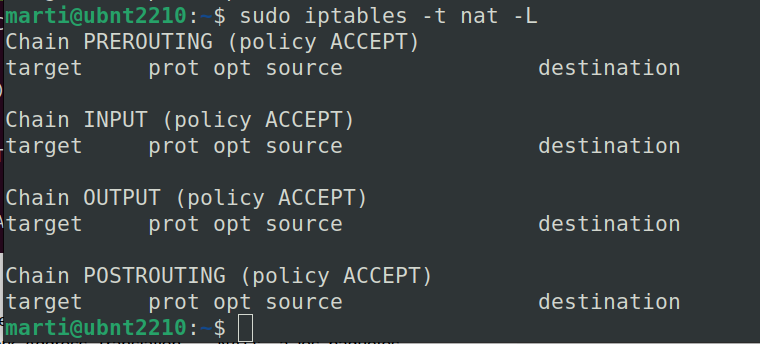 marti@ubnt2210:~$ sudo iptables -t nat -L
Chain PREROUTING (policy ACCEPT)
target     prot opt source               destination

Chain INPUT (policy ACCEPT)
target     prot opt source               destination

Chain OUTPUT (policy ACCEPT)
target     prot opt source               destination

Chain POSTROUTING (policy ACCEPT)
target     prot opt source               destination
marti@ubnt2210:~$